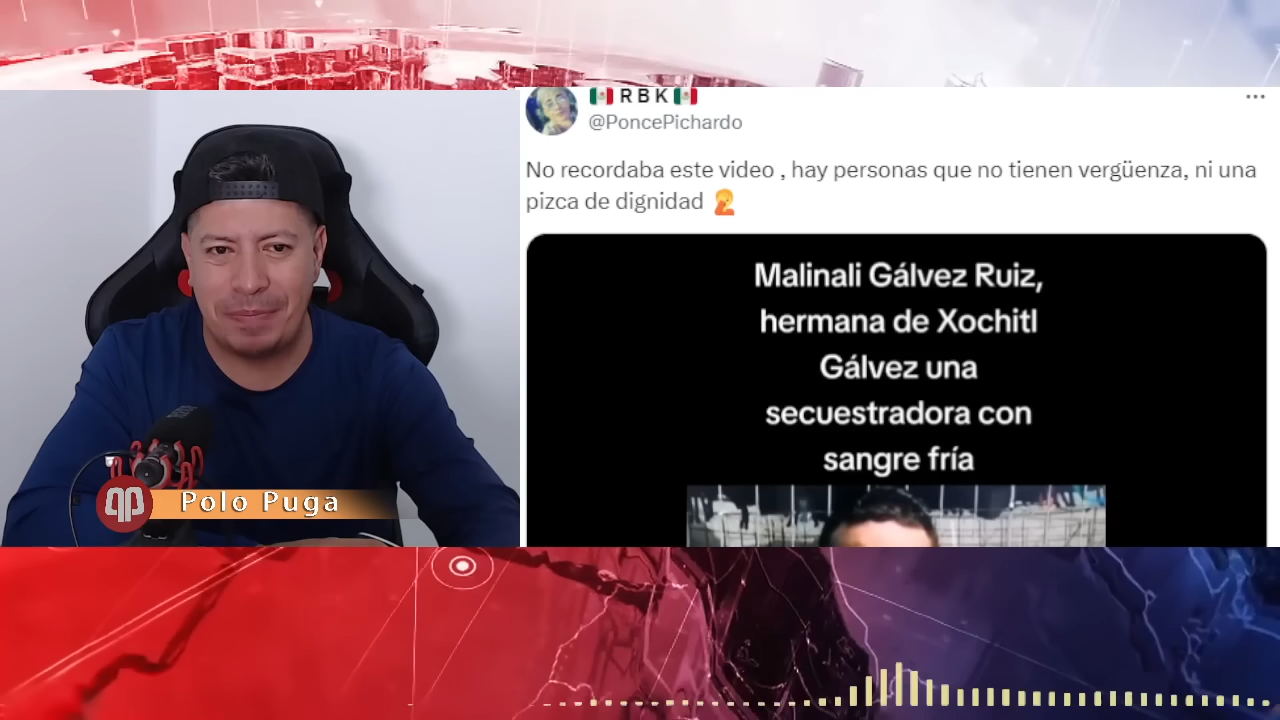 R B K
@PoncePichardo
No recordaba este video , hay personas que no tienen vergüenza, ni una
pizca de dignidad
Malinali Gálvez Ruiz,
hermana de Xochitl
Gálvez una
secuestradora con
sangre fría
Polo Puga